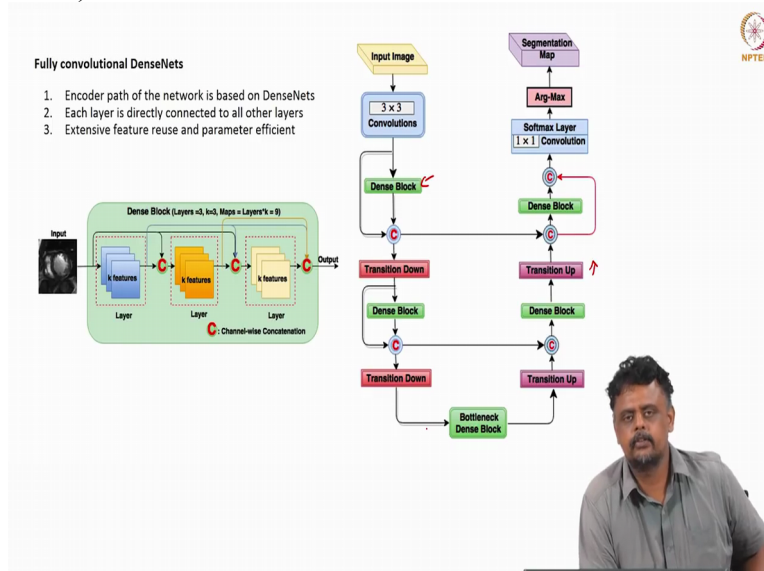 Fully convolutional DenseNets
1. Encoder path of the network is based on DenseNets
2. Each layer is directly connected to all other layers
3. Extensive feature reuse and parameter efficient
Input
Dense Block (Layers =3, k=3, Maps = Layers*k = 9)
k features
C
k features
C
k features
C
Output
Layer
Layer
Layer
C : Channel-wise Concatenation
Input Image
3 × 3
Convolutions
Dense Block
C
Transition Down
Dense Block
C
Transition Down
Bottleneck
Dense Block
Segmentation
Map
Arg-Max
Softmax Layer
1 × 1 Convolution
C
Dense Block
C
Transition Up
Dense Block
C
Transition Up